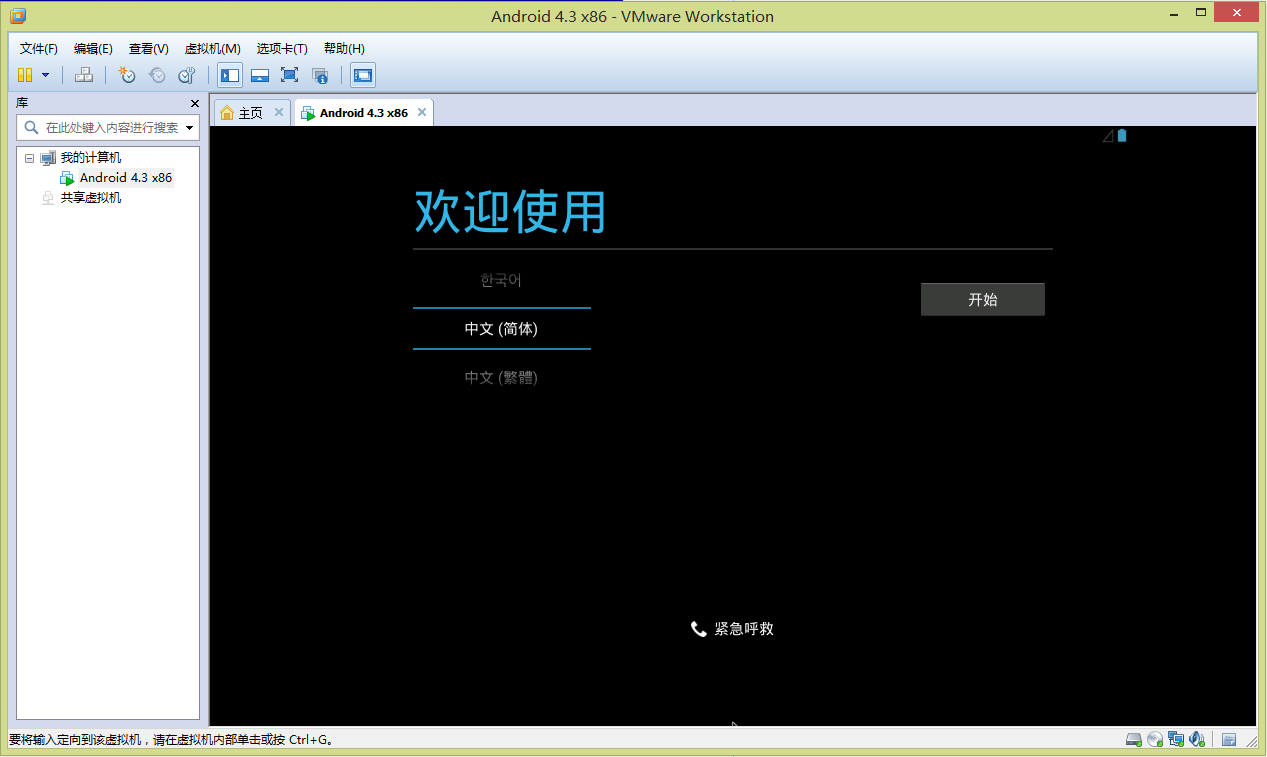 Android 4.3 x86 - VMware Workstation
文件(F) 编辑(E) 查看(V) 虚拟机(M) 选项卡(T) 帮助(H)
库
主页 Android 4.3 x86
在此处键入内容进行搜索
我的计算机
Android 4.3 x86
共享虚拟机
欢迎使用
한국어
开始
中文 (简体)
中文 (繁體)
紧急呼救
要将输入定向到该虚拟机，请在虚拟机内部单击或按 Ctrl+G。